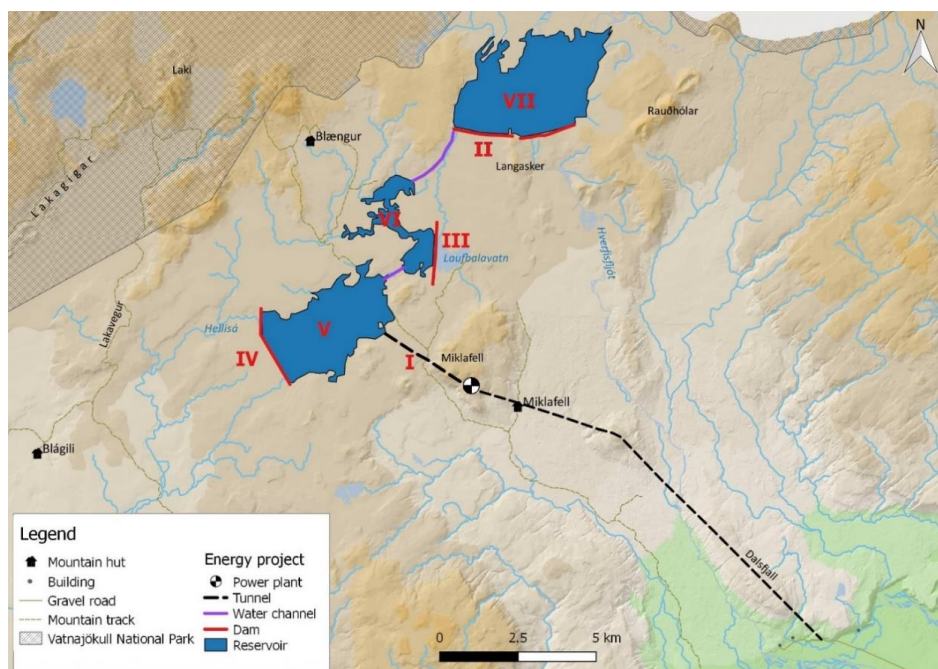 N
Laki
VII
Rauðhólar
Blængur
II
Langasker
Lakagígar
VI
III
Laufbalavatn
Hverfisfljót
Lakavegur
Hellisá
V
IV
I
Miklafell
Miklafell
Blágili
Dalsfjall
Legend
Mountain hut
Building
Gravel road
Mountain track
Vatnajökull National Park
Energy project
Power plant
Tunnel
Water channel
Dam
Reservoir
0 2.5 5 km